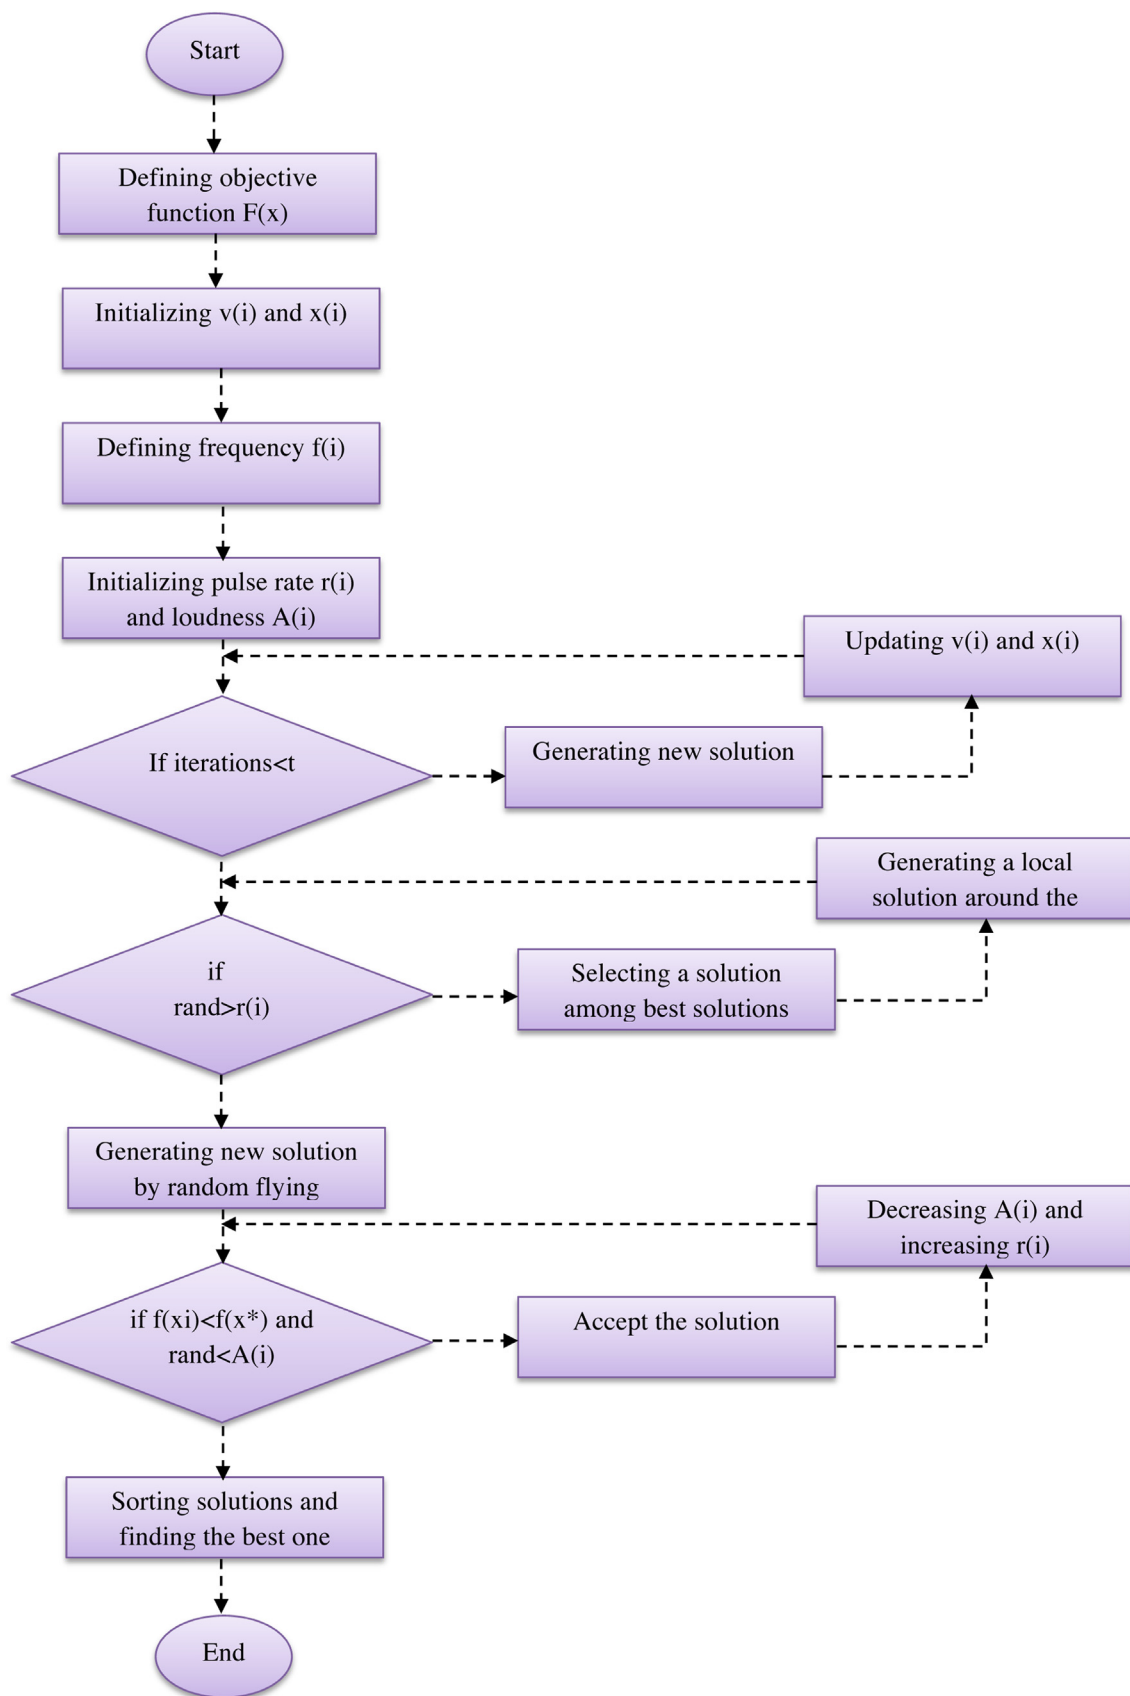 Start
Defining objective
function F(x)
Initializing v(i) and x(i)
Defining frequency f(i)
Initializing pulse rate r(i)
and loudness A(i)
Updating v(i) and x(i)
If iterations<t
Generating new solution
Generating a local
solution around the
if
rand>r(i)
Selecting a solution
among best solutions
Generating new solution
by random flying
Decreasing A(i) and
increasing r(i)
if f(xi)<f(x*) and
rand<A(i)
Accept the solution
Sorting solutions and
finding the best one
End